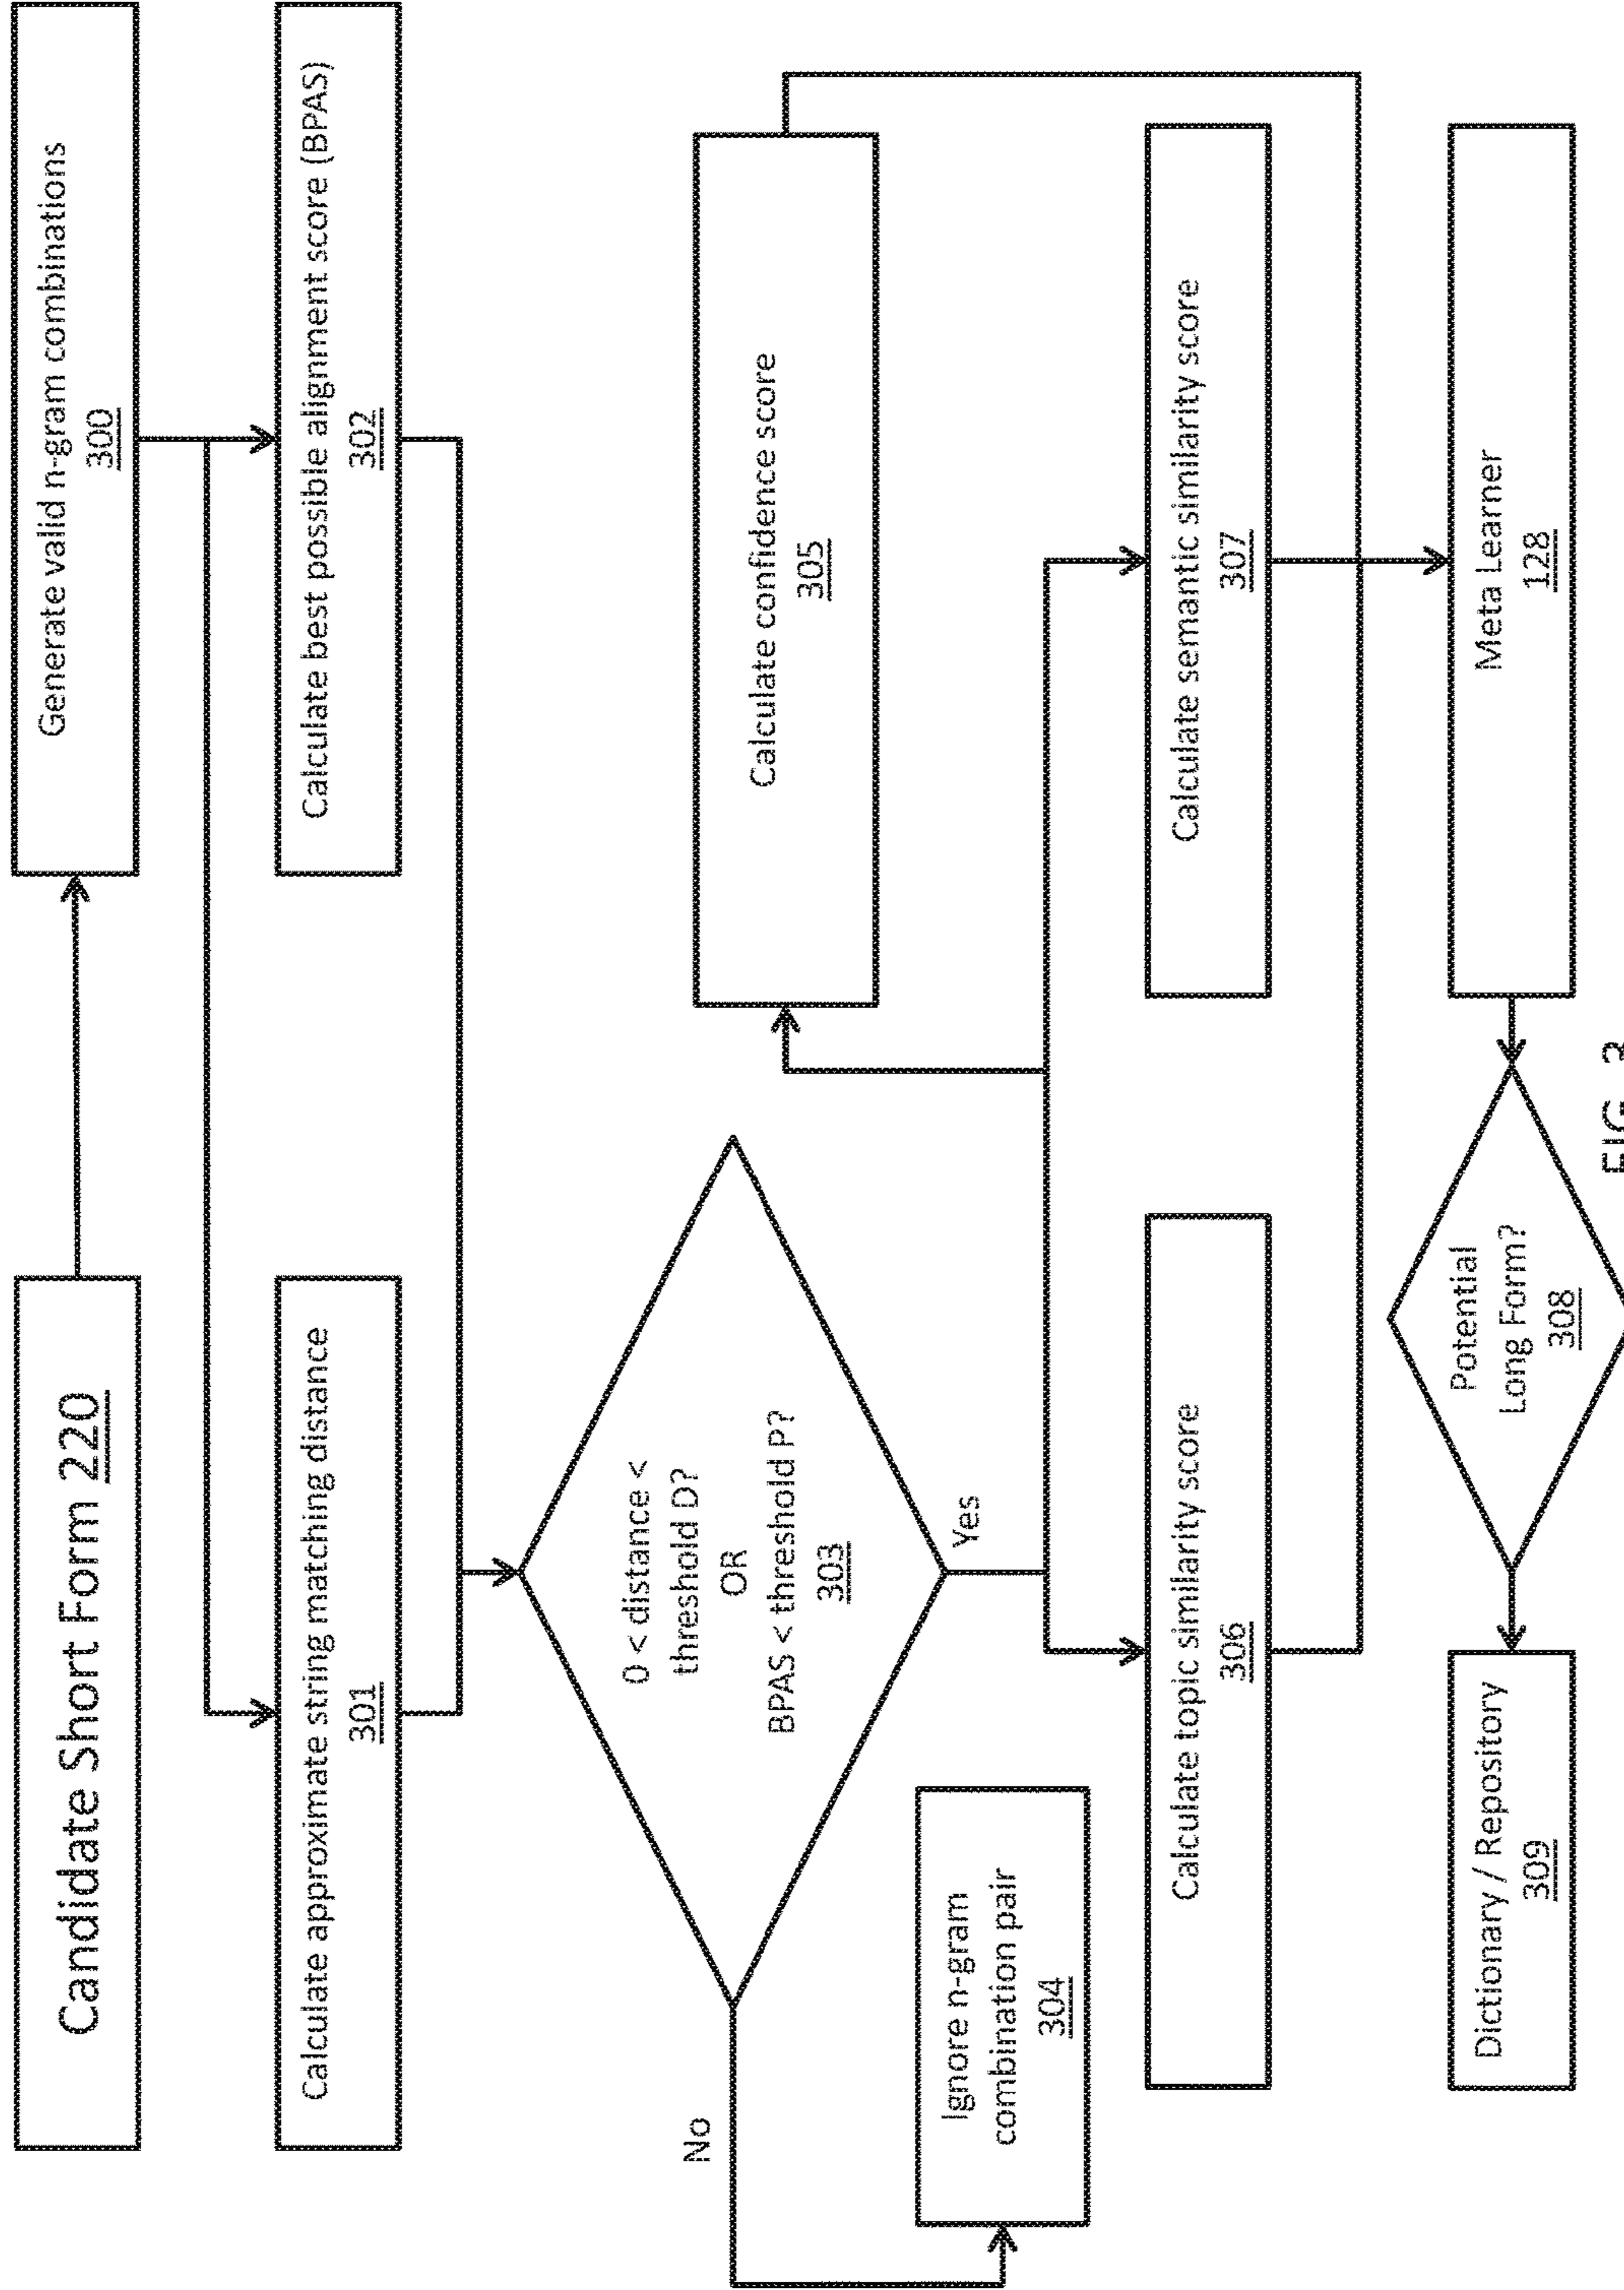 Candidate Short Form 220
Generate valid n-gram combinations
300
Calculate approximate string matching distance
301
Calculate best possible alignment score (BPAS)
302
0 < distance <
threshold D?
OR
BPAS < threshold P?
303
No
Yes
Ignore n-gram
combination pair
304
Calculate confidence score
305
Calculate topic similarity score
306
Calculate semantic similarity score
307
Dictionary / Repository
309
Potential
Long Form?
308
Meta Learner
128
FIG. 3